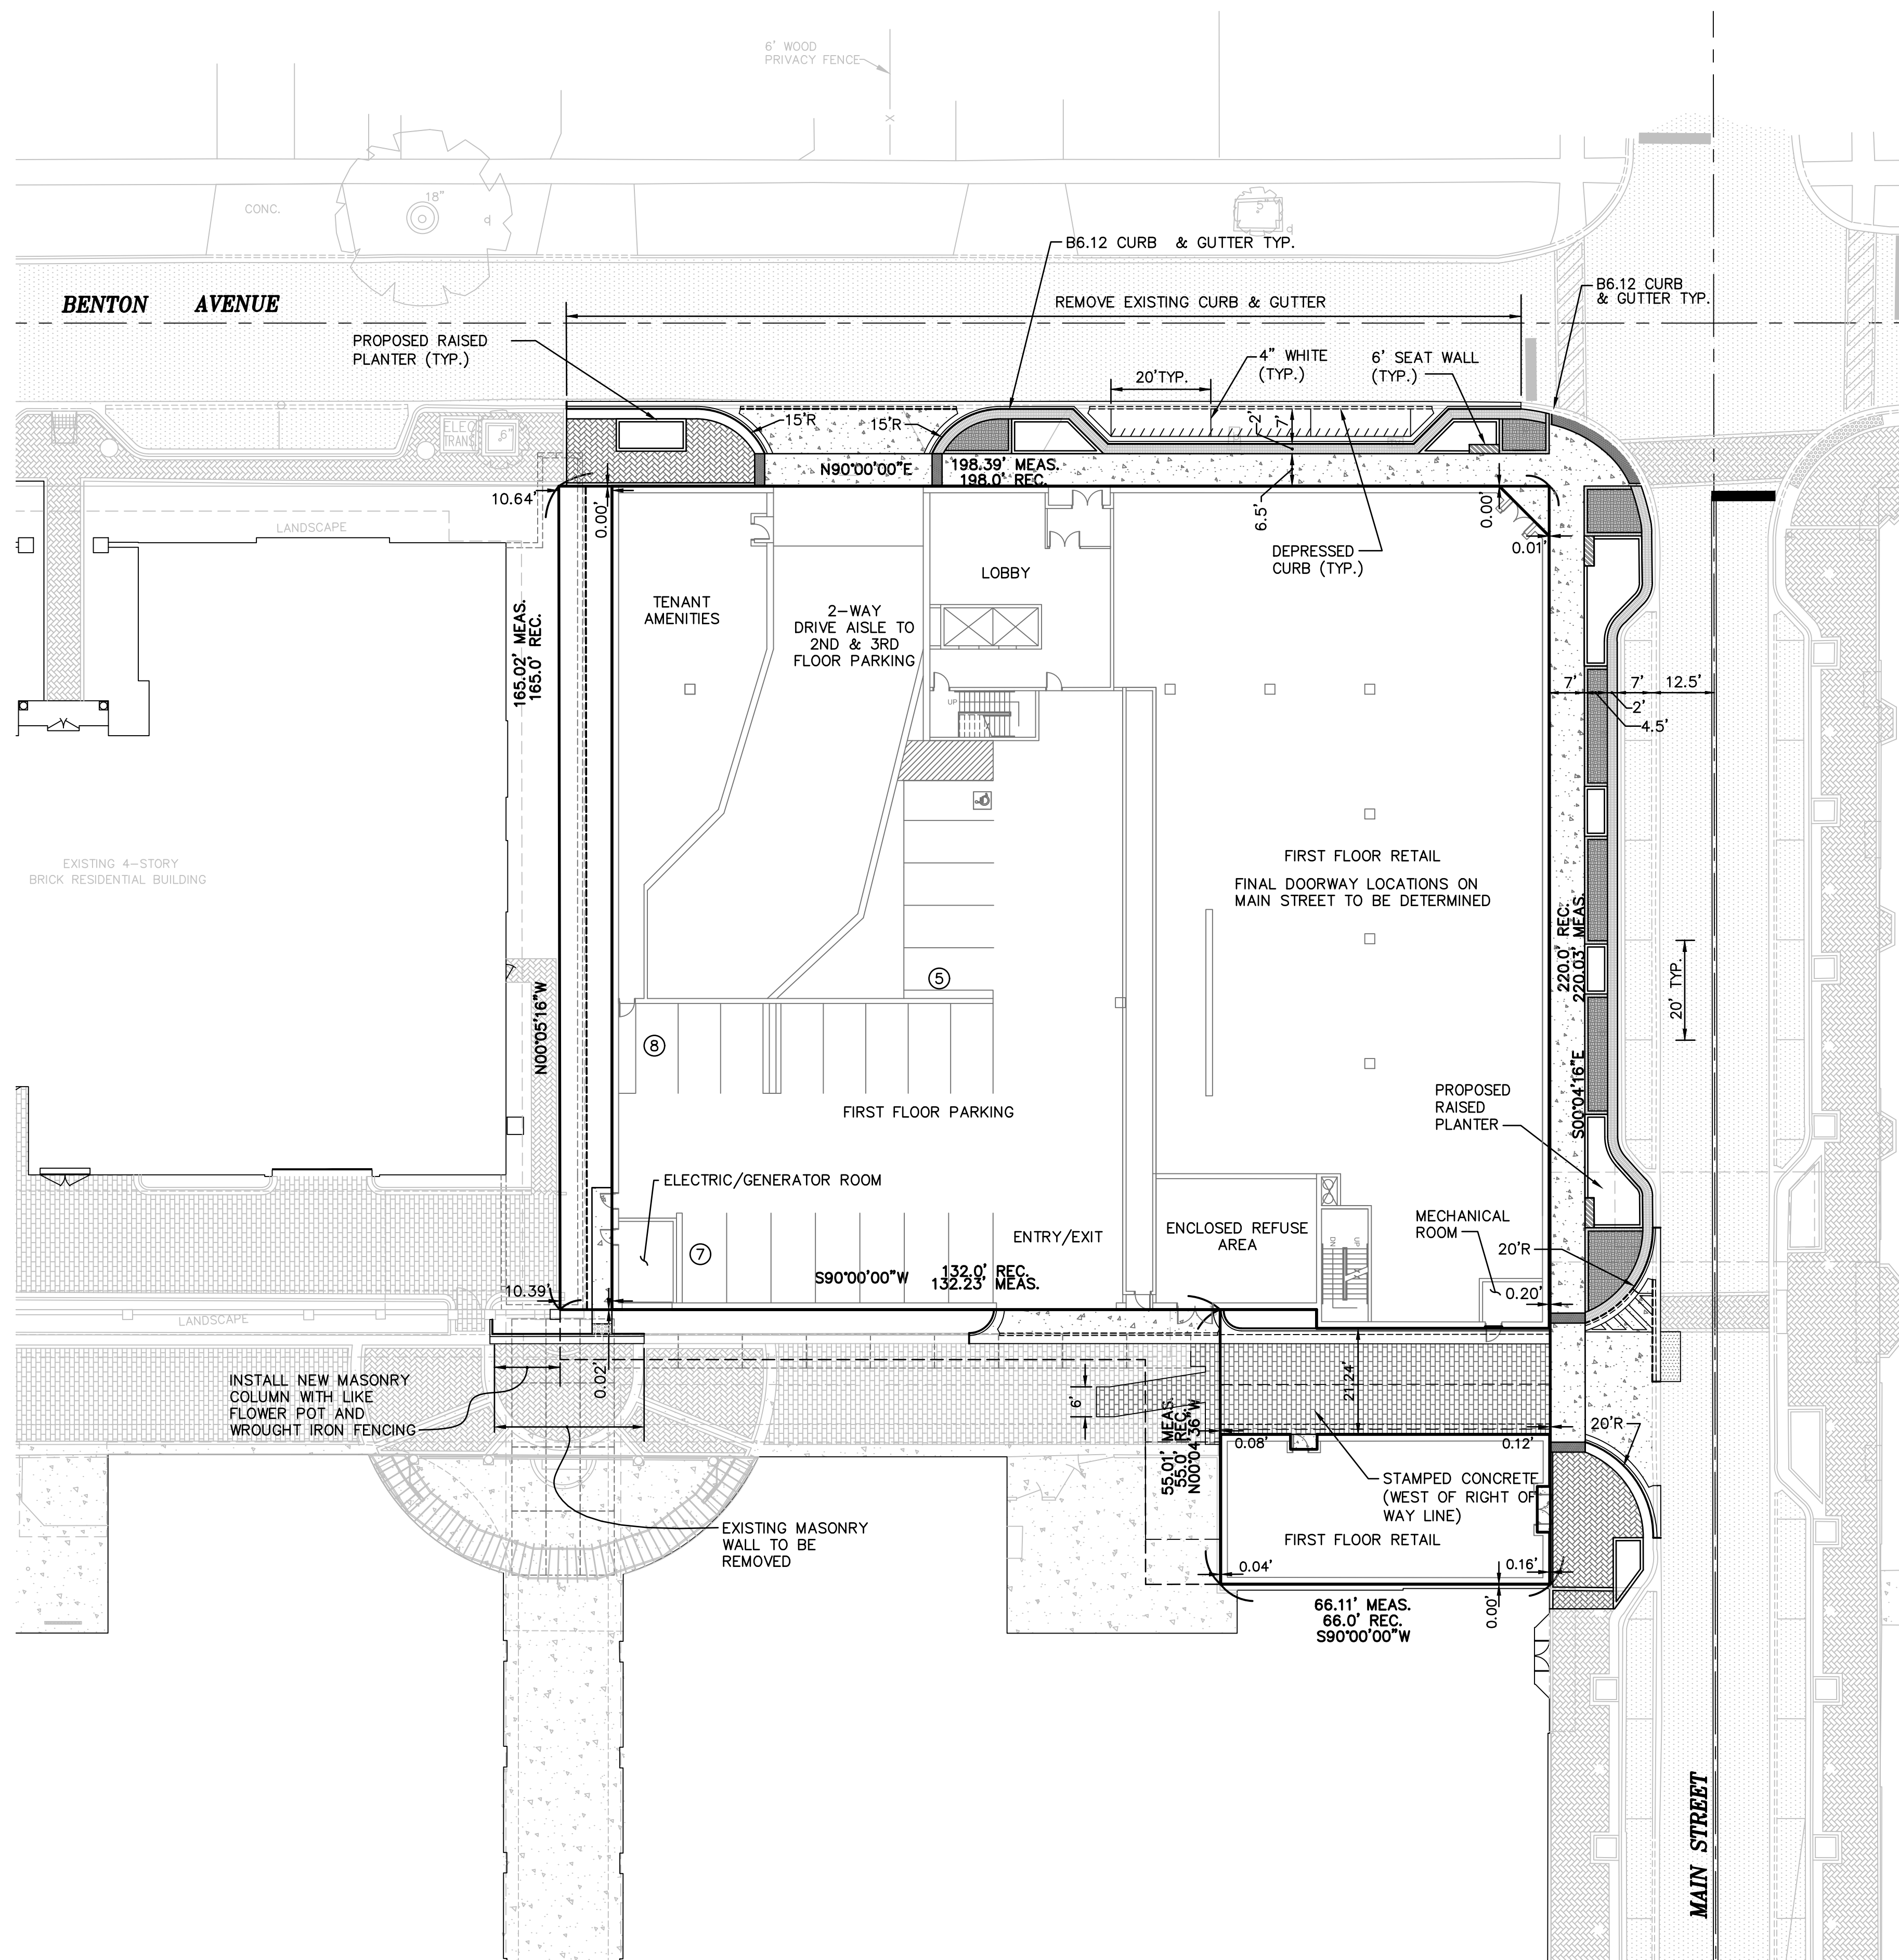 6' WOOD
PRIVACY FENCE
X
18"
CONC.
5"
B6.12 CURB & GUTTER TYP.
B6.12 CURB
& GUTTER TYP.
BENTON AVENUE
REMOVE EXISTING CURB & GUTTER
PROPOSED RAISED
PLANTER (TYP.)
4" WHITE
(TYP.)
6' SEAT WALL
(TYP.)
20'TYP.
ELEC
TRANS
6"
15'R
15'R
2'
7'
N90°00'00"E
198.39' MEAS.
198.0' REC.
10.64'
0.00'
6.5'
0.00'
0.01'
LANDSCAPE
DEPRESSED
CURB (TYP.)
LOBBY
TENANT
AMENITIES
2-WAY
DRIVE AISLE TO
2ND & 3RD
FLOOR PARKING
165.02' MEAS.
165.0' REC.
N00°05'16"W
UP
7'
7'
12.5'
2'
4.5'
EXISTING 4-STORY
BRICK RESIDENTIAL BUILDING
FIRST FLOOR RETAIL
FINAL DOORWAY LOCATIONS ON
MAIN STREET TO BE DETERMINED
220.0' REC.
220.03' MEAS.
S00°04'16"E
20' TYP.
5
8
FIRST FLOOR PARKING
PROPOSED
RAISED
PLANTER
ELECTRIC/GENERATOR ROOM
MECHANICAL
ROOM
ENCLOSED REFUSE
AREA
ENTRY/EXIT
DN
UP
7
20'R
S90°00'00"W
132.0' REC.
132.23' MEAS.
10.39'
0.20'
LANDSCAPE
0.02'
INSTALL NEW MASONRY
COLUMN WITH LIKE
FLOWER POT AND
WROUGHT IRON FENCING
6'
21.24'
55.01' MEAS.
55.0' REC.
N00°04'36"W
20'R
0.08'
0.12'
STAMPED CONCRETE
(WEST OF RIGHT OF
WAY LINE)
EXISTING MASONRY
WALL TO BE
REMOVED
FIRST FLOOR RETAIL
0.04'
0.16'
0.00'
66.11' MEAS.
66.0' REC.
S90°00'00"W
MAIN STREET